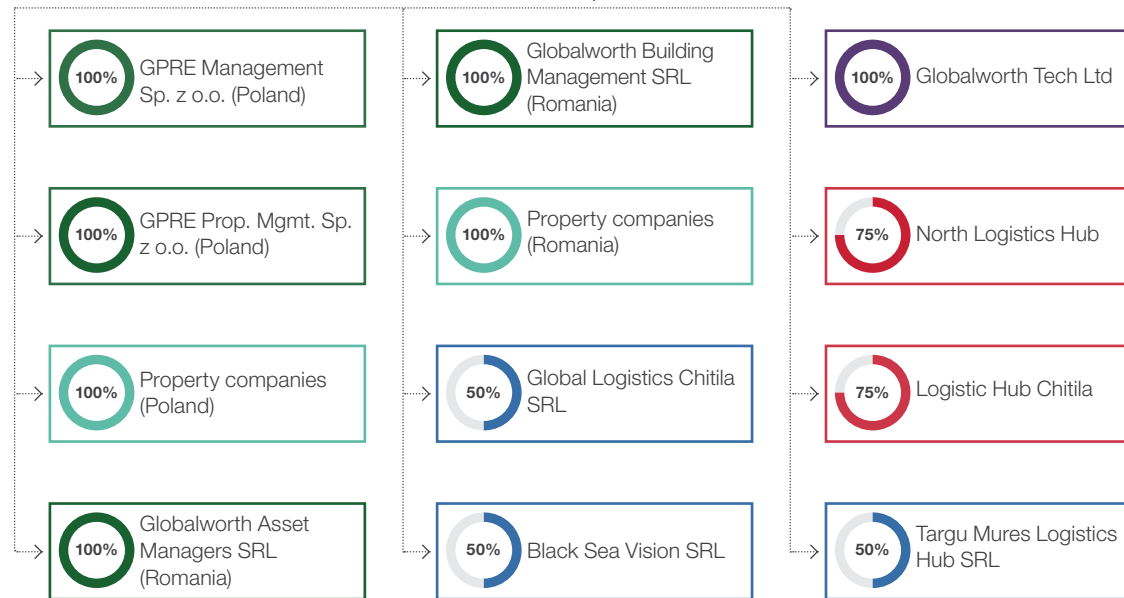 100%
GPRE Management
Sp. z o.o. (Poland)
100%
Globalworth Building
Management SRL
(Romania)
100%
Globalworth Tech Ltd
100%
GPRE Prop. Mgmt. Sp.
z o.o. (Poland)
100%
Property companies
(Romania)
75%
North Logistics Hub
100%
Property companies
(Poland)
50%
Global Logistics Chitila
SRL
75%
Logistic Hub Chitila
100%
Globalworth Asset
Managers SRL
(Romania)
50%
Black Sea Vision SRL
50%
Targu Mures Logistics
Hub SRL